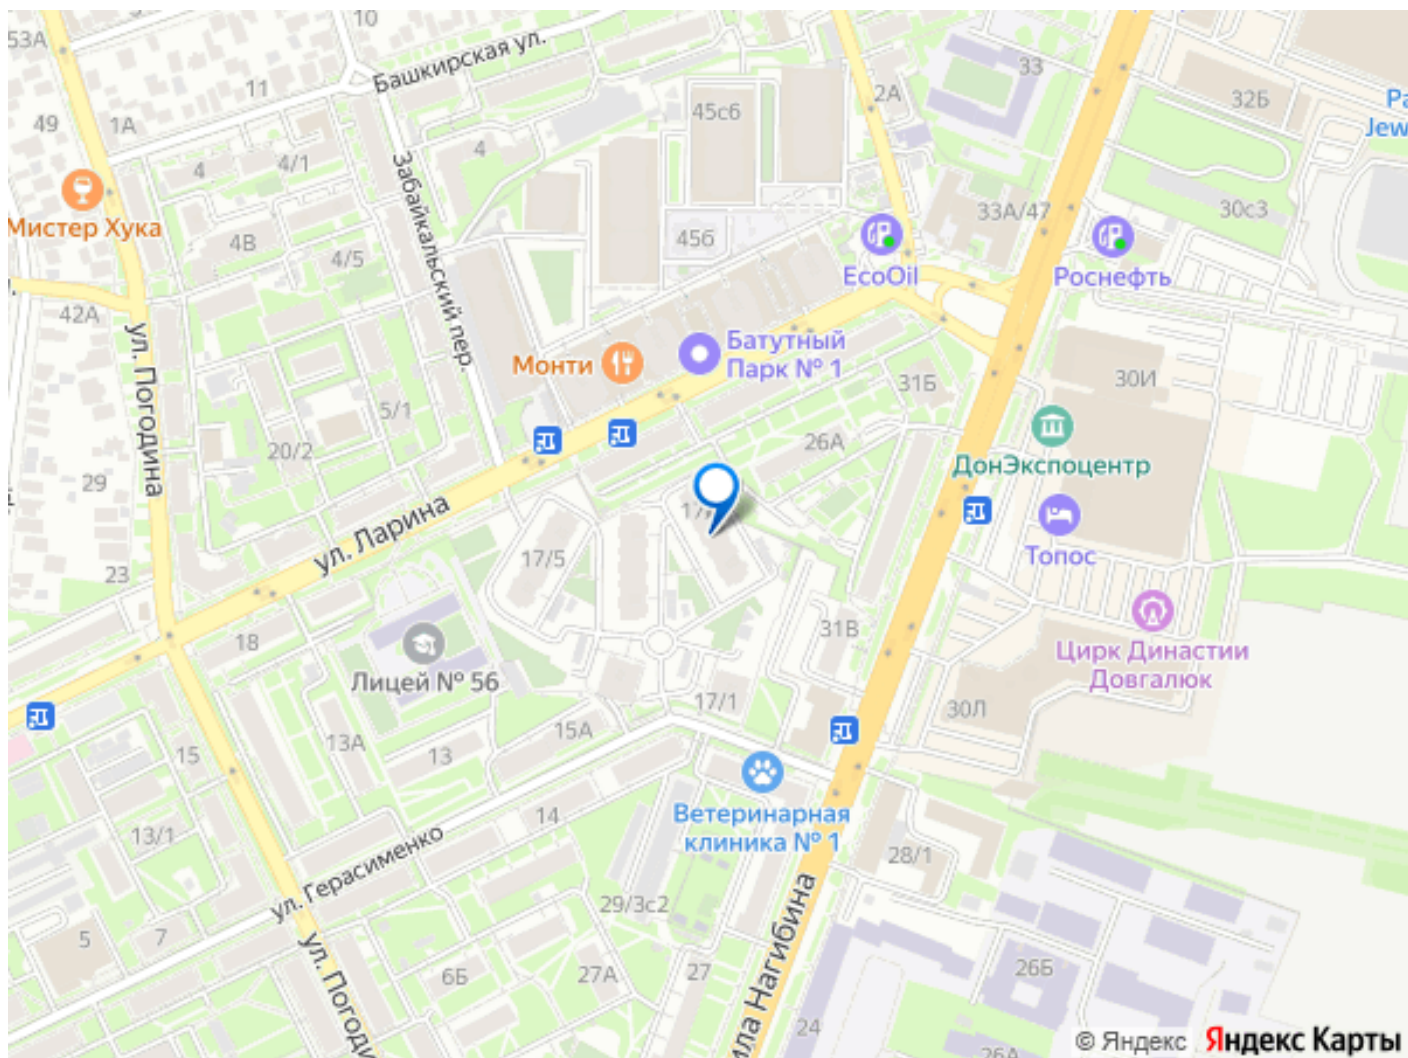 53А
10
Башкирская ул.
33
32Б
11
2А
45с6
49
1А
4
4
4/1
Забайкальский пер.
Мистер Хука
4В
4/5
45б
33А/47
30с3
EcoOil
Роснефть
42А
ул. Погодина
Монти
Батутный
Парк № 1
31Б
30И
5/1
20/2
26А
ДонЭкспоцентр
29
ул. Ларина
Топос
17/5
23
18
31В
Лицей № 56
Цирк Династии
Довгалюк
17/1
30Л
15А
13А
13
15
Ветеринарная
клиника № 1
14
13/1
28/1
ул. Герасименко
29/3с2
5
7
ул. Погодина
6Б
27А
27
ила Нагибина
26Б
24
26А
© Яндекс
Яндекс Карты